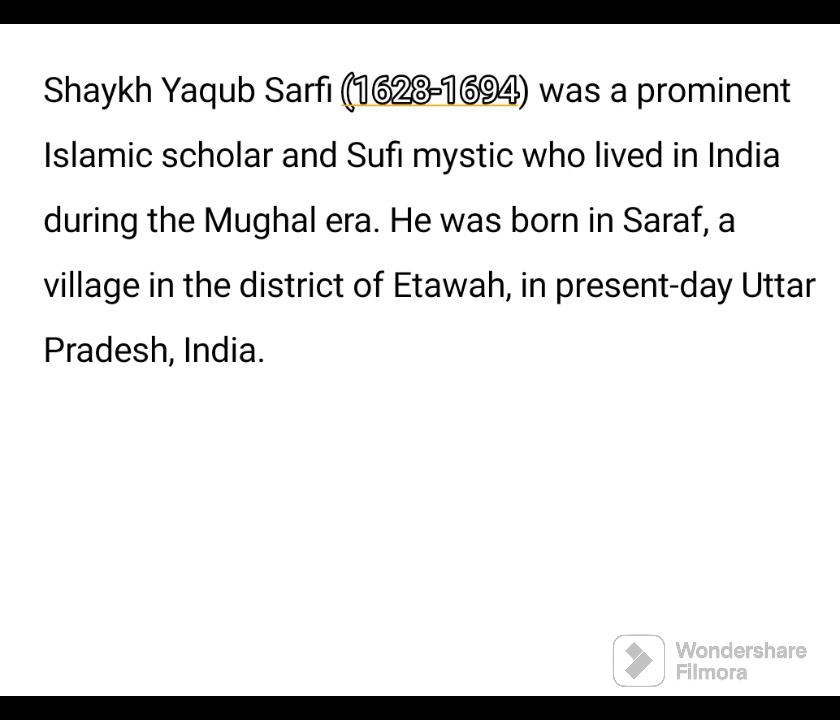 Shaykh Yaqub Sarfi (1628-1694) was a prominent
Islamic scholar and Sufi mystic who lived in India
during the Mughal era. He was born in Saraf, a
village in the district of Etawah, in present-day Uttar
Pradesh, India.
Wondershare
Filmora